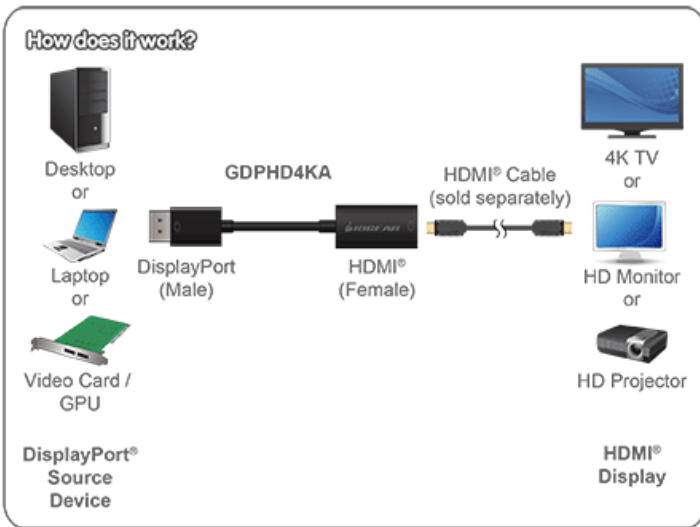 How does it work?
Desktop
or
Laptop
or
Video Card /
GPU
DisplayPort®
Source
Device
GDPHD4KA
DisplayPort
(Male)
IOGEAR
HDMI®
(Female)
HDMI® Cable
(sold separately)
4K TV
or
HD Monitor
or
HD Projector
HDMI®
Display